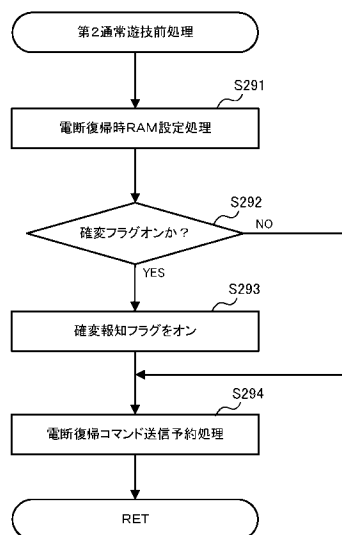 第2通常遊技前処理
S291
電断復帰時RAM設定処理
S292
確変フラグオンか？
NO
YES
S293
確変報知フラグをオン
S294
電断復帰コマンド送信予約処理
RET